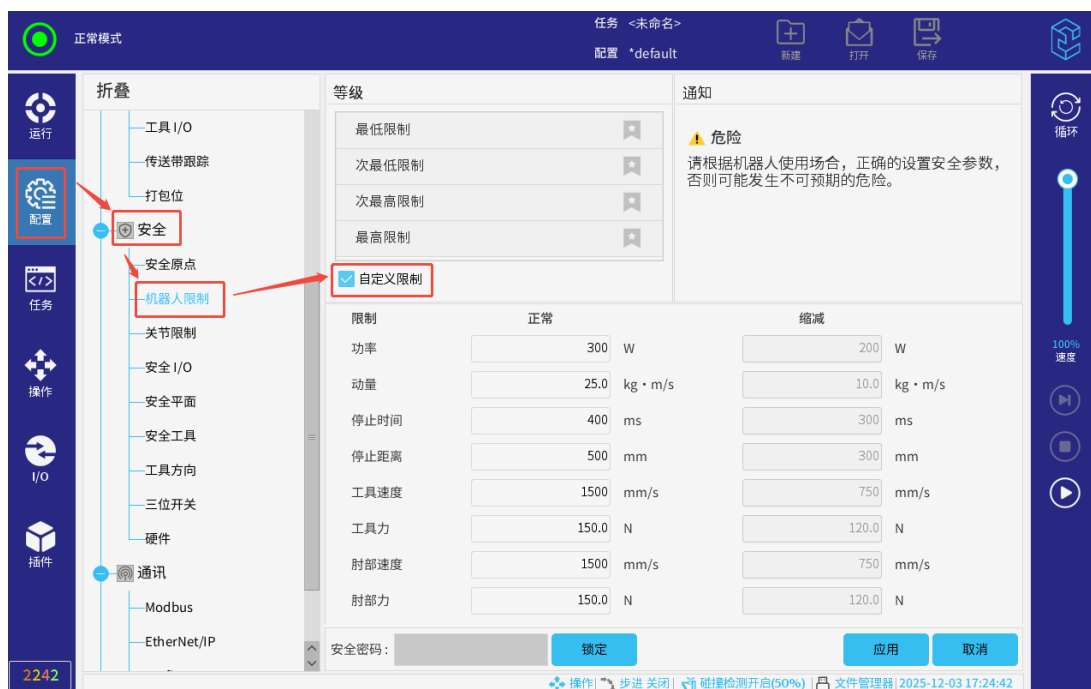 正常模式
任务 <未命名>
配置 *default
新建
打开
保存
运行
配置
任务
操作
I/O
插件
2242
折叠
工具 I/O
传送带跟踪
打包位
安全
安全原点
机器人限制
关节限制
安全 I/O
安全平面
安全工具
工具方向
三位开关
硬件
通讯
Modbus
EtherNet/IP
等级
最低限制
次最低限制
次最高限制
最高限制
自定义限制
通知
危险
请根据机器人使用场合，正确的设置安全参数，
否则可能发生不可预期的危险。
限制 正常 缩减
功率 300 W 200 W
动量 25.0 kg·m/s 10.0 kg·m/s
停止时间 400 ms 300 ms
停止距离 500 mm 300 mm
工具速度 1500 mm/s 750 mm/s
工具力 150.0 N 120.0 N
肘部速度 1500 mm/s 750 mm/s
肘部力 150.0 N 120.0 N
安全密码: 锁定 应用 取消
操作| 步进 关闭| 碰撞检测开启(50%) | 文件管理器| 2025-12-03 17:24:42
循环
100%
速度